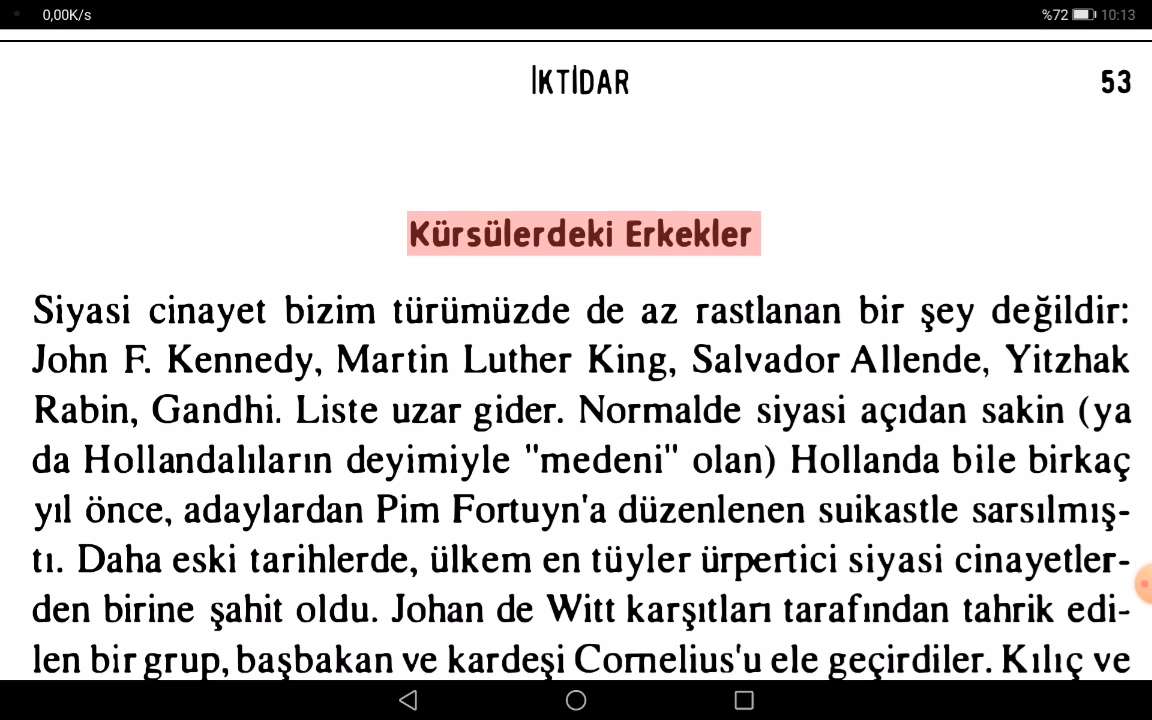 0,00K/s %72 10:13
İKTİDAR 53
Kürsülerdeki Erkekler
Siyasi cinayet bizim türümüzde de az rastlanan bir şey değildir:
John F. Kennedy, Martin Luther King, Salvador Allende, Yitzhak
Rabin, Gandhi. Liste uzar gider. Normalde siyasi açıdan sakin (ya
da Hollandalıların deyimiyle "medeni" olan) Hollanda bile birkaç
yıl önce, adaylardan Pim Fortuyn'a düzenlenen suikastle sarsılmış-
tı. Daha eski tarihlerde, ülkem en tüyler ürpertici siyasi cinayetler-
den birine şahit oldu. Johan de Witt karşıtları tarafından tahrik edi-
len bir grup, başbakan ve kardeşi Cornelius'u ele geçirdiler. Kılıç ve